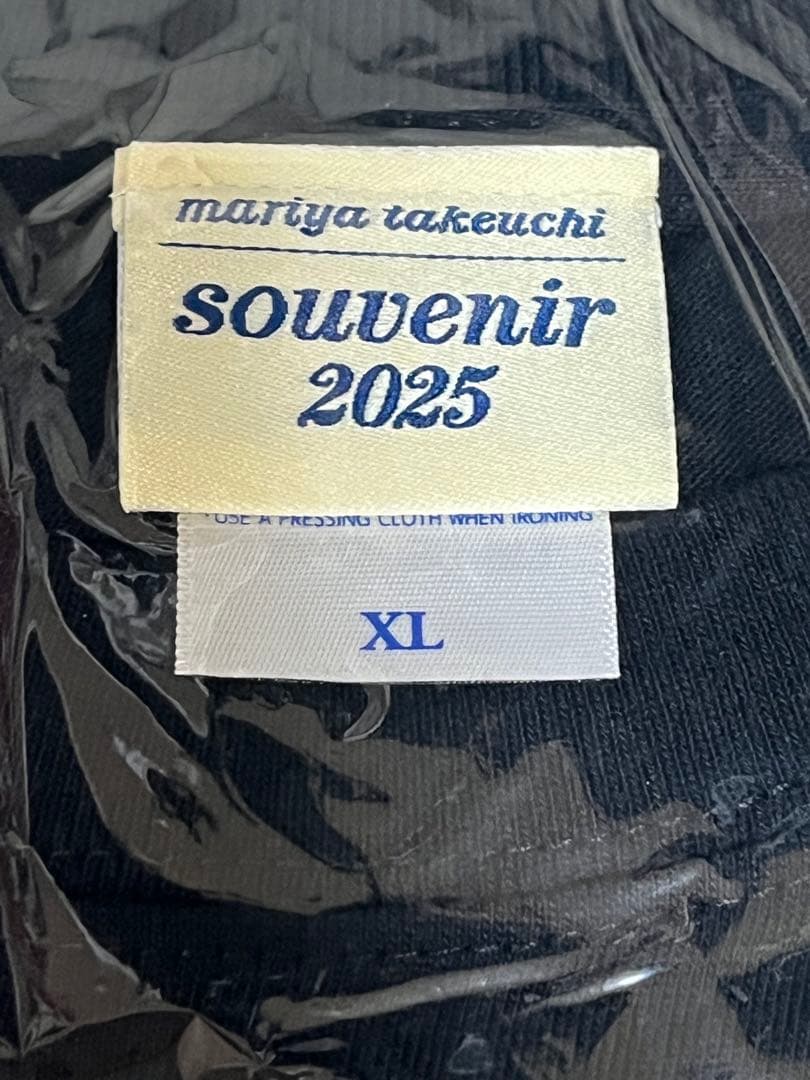 mariya takeuchi
souvenir
2025
USE A PRESSING CLOTH WHEN IRONING
XL